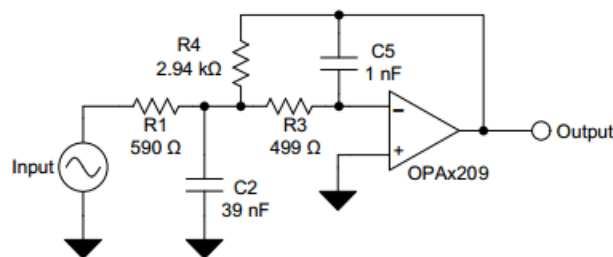 R4
2.94 kΩ
C5
1 nF
R1
590 Ω
R3
499 Ω
−
+
OPAx209
Output
Input
C2
39 nF